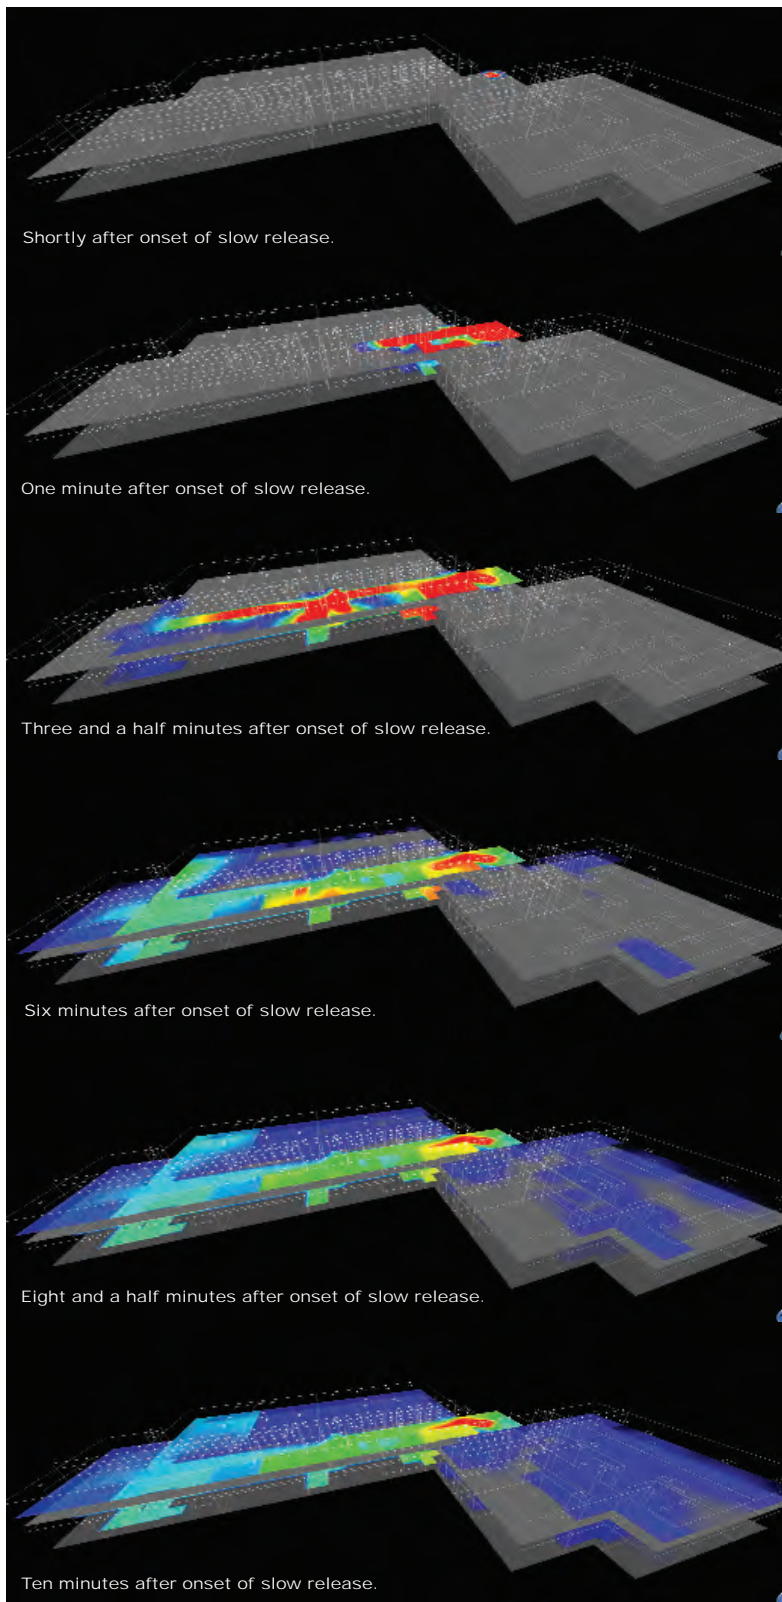 Shortly after onset of slow release.
One minute after onset of slow release.
Three and a half minutes after onset of slow release.
Six minutes after onset of slow release.
Eight and a half minutes after onset of slow release.
Ten minutes after onset of slow release.